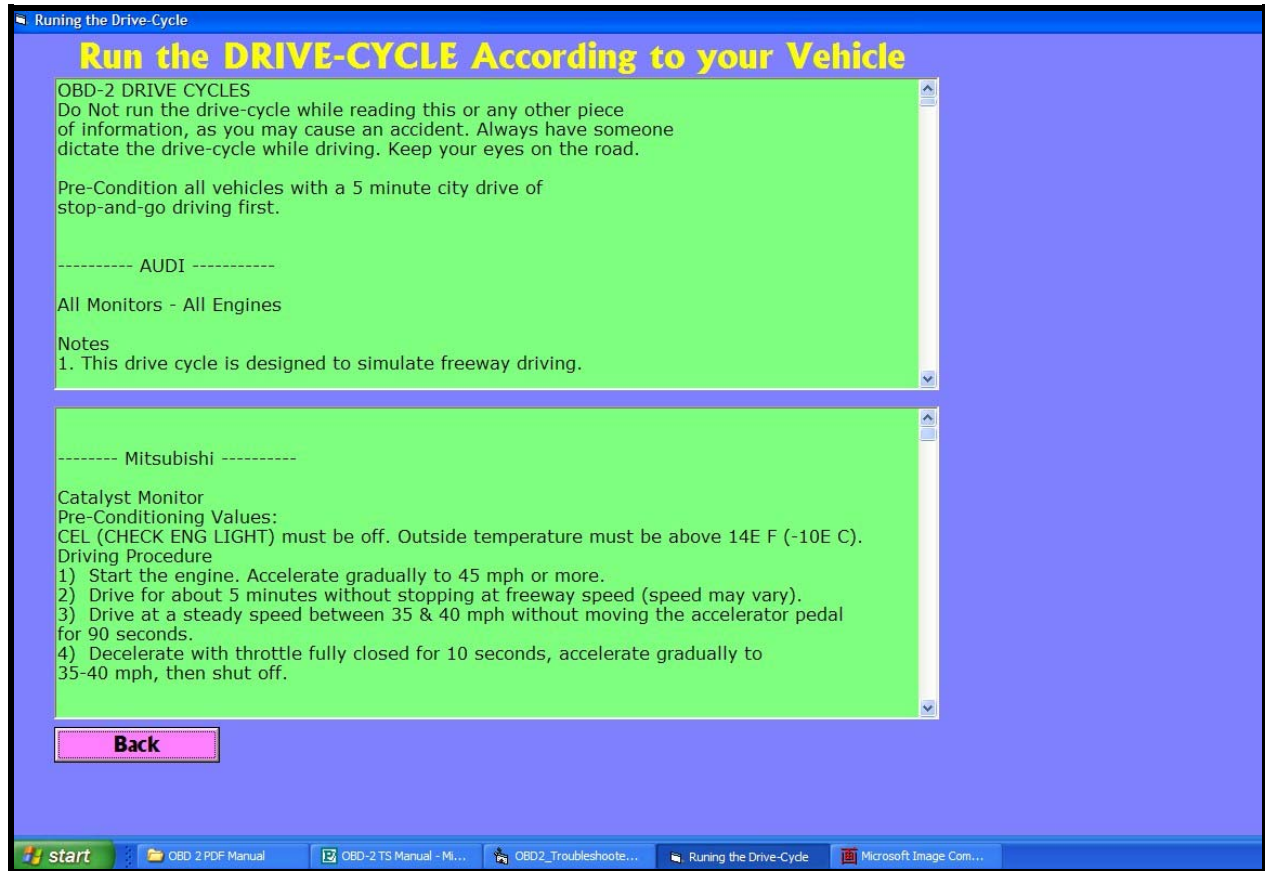 Runing the Drive-Cycle
Run the DRIVE-CYCLE According to your Vehicle
OBD-2 DRIVE CYCLES
Do Not run the drive-cycle while reading this or any other piece
of information, as you may cause an accident. Always have someone
dictate the drive-cycle while driving. Keep your eyes on the road.
Pre-Condition all vehicles with a 5 minute city drive of
stop-and-go driving first.
---------- AUDI -----------
All Monitors - All Engines
Notes
1. This drive cycle is designed to simulate freeway driving.
-------- Mitsubishi ----------
Catalyst Monitor
Pre-Conditioning Values:
CEL (CHECK ENG LIGHT) must be off. Outside temperature must be above 14E F (-10E C).
Driving Procedure
1)  Start the engine. Accelerate gradually to 45 mph or more.
2)  Drive for about 5 minutes without stopping at freeway speed (speed may vary).
3)  Drive at a steady speed between 35 & 40 mph without moving the accelerator pedal
for 90 seconds.
4)  Decelerate with throttle fully closed for 10 seconds, accelerate gradually to
35-40 mph, then shut off.
Back
start
OBD 2 PDF Manual
OBD-2 TS Manual - Mi...
OBD2_Troubleshoote...
Runing the Drive-Cycle
Microsoft Image Com...